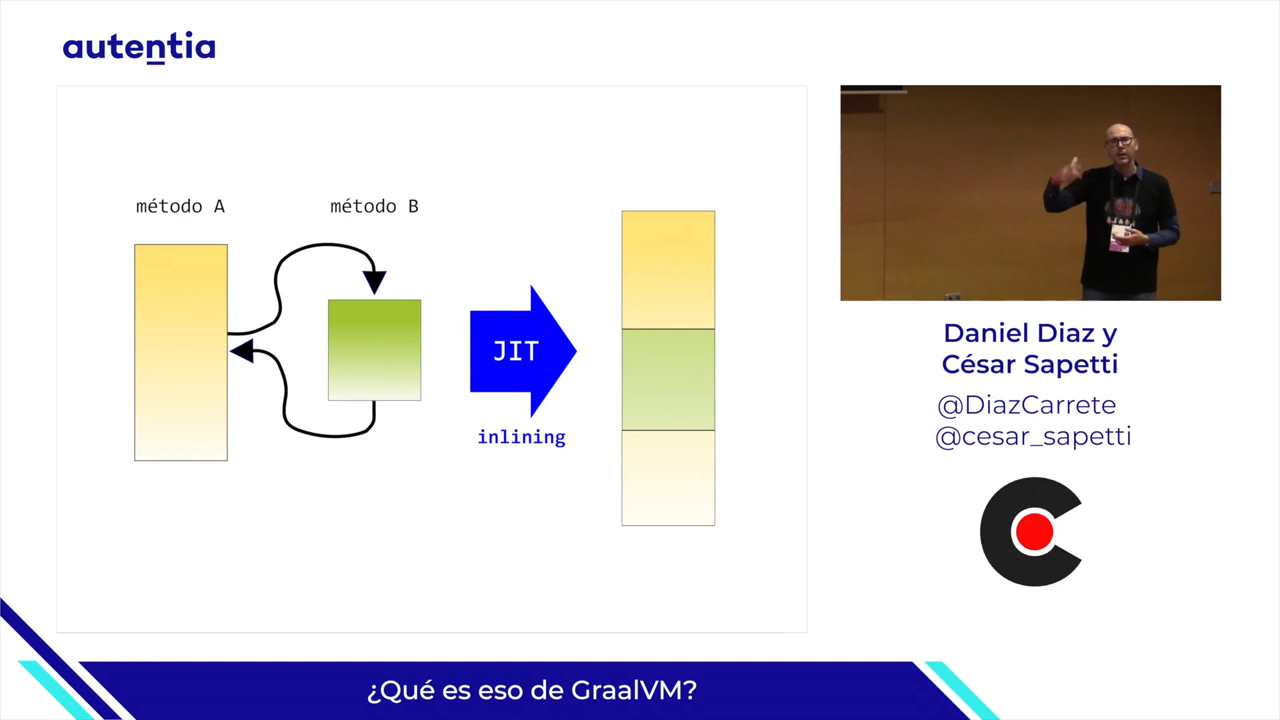 autentia
método A
método B
JIT
inlining
Daniel Diaz y
César Sapetti
@DiazCarrete
@cesar_sapetti
¿Qué es eso de GraalVM?